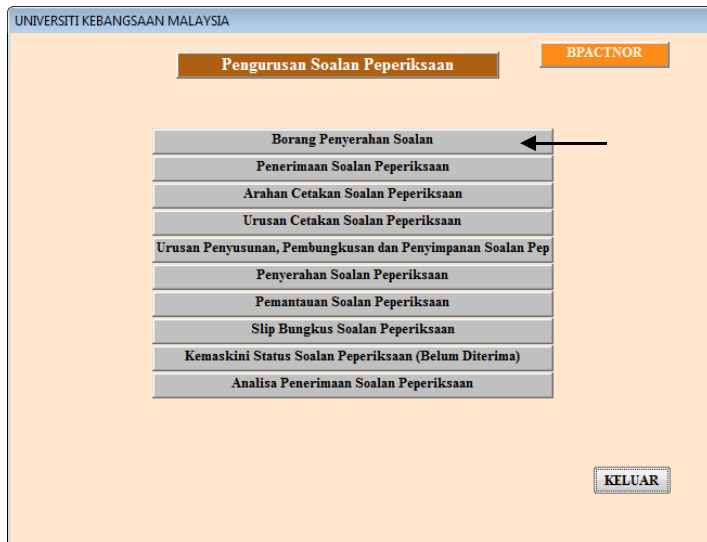 UNIVERSITI KEBANGSAAN MALAYSIA
BPACTNOR
Pengurusan Soalan Peperiksaan
Borang Penyerahan Soalan
Penerimaan Soalan Peperiksaan
Arahan Cetakan Soalan Peperiksaan
Urusan Cetakan Soalan Peperiksaan
Urusan Penyusunan, Pembungkusan dan Penyimpanan Soalan Pep
Penyerahan Soalan Peperiksaan
Pemantauan Soalan Peperiksaan
Slip Bungkus Soalan Peperiksaan
Kemaskini Status Soalan Peperiksaan (Belum Diterima)
Analisa Penerimaan Soalan Peperiksaan
KELUAR